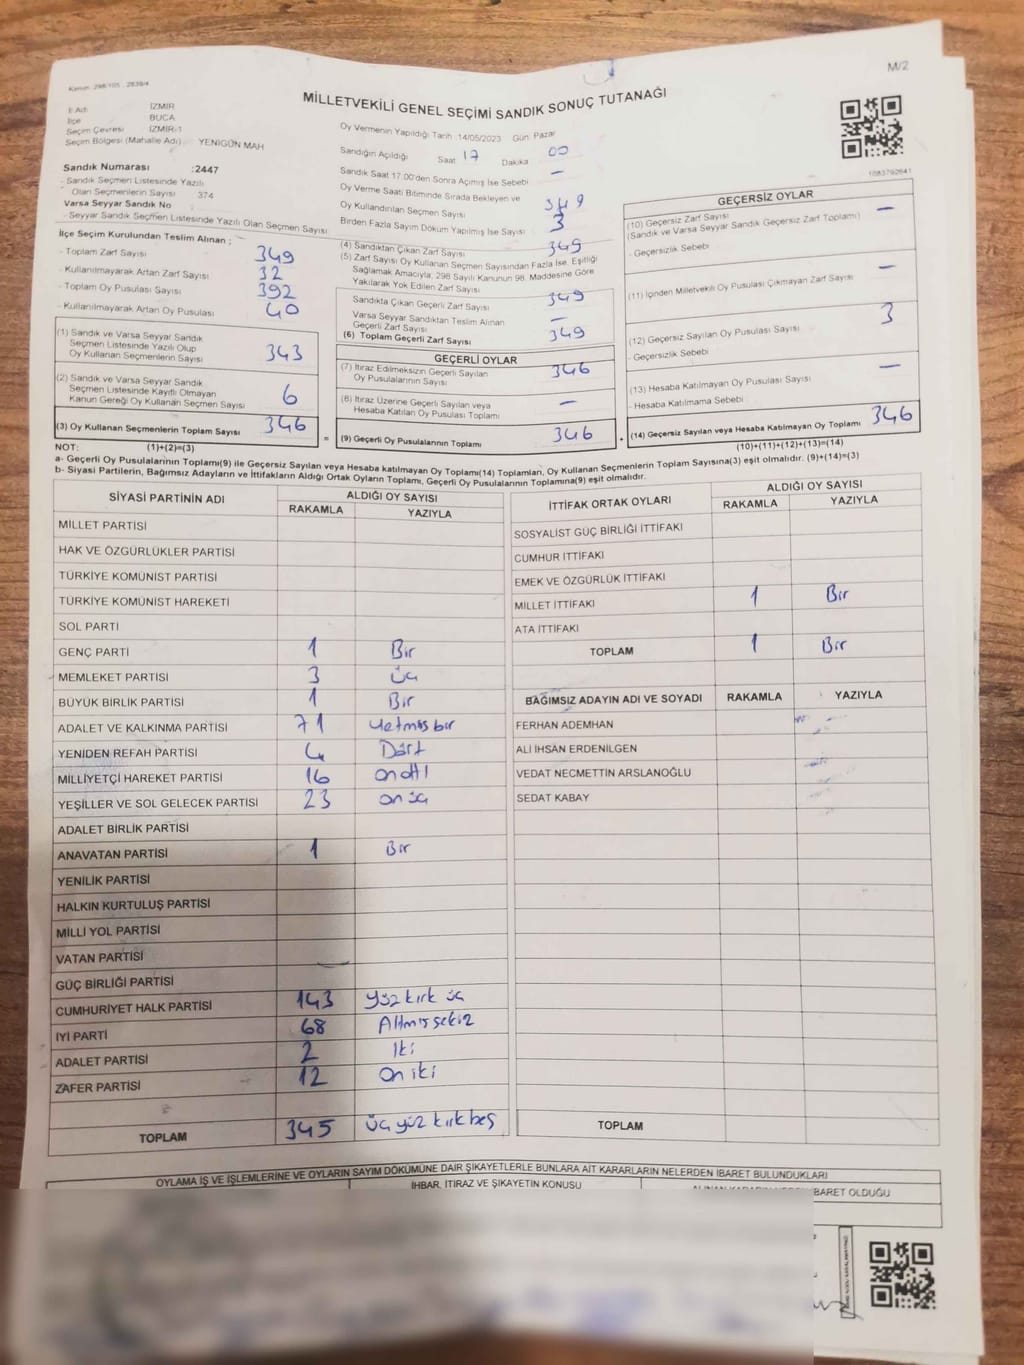 M/2
Kanun: 298/105 , 2839/4
MİLLETVEKİLİ GENEL SEÇİMİ SANDIK SONUÇ TUTANAĞI
İl Adı İZMİR
İlçe BUCA
Seçim Çevresi İZMİR-1
Seçim Bölgesi (Mahalle Adı) YENİGÜN MAH
Sandık Numarası :2447
- Sandık Seçmen Listesinde Yazılı
Olan Seçmenlerin Sayısı 374
Varsa Seyyar Sandık No
- Seyyar Sandık Seçmen Listesinde Yazılı Olan Seçmen Sayısı
İlçe Seçim Kurulundan Teslim Alınan ;
- Toplam Zarf Sayısı 349
- Kullanılmayarak Artan Zarf Sayısı 32
- Toplam Oy Pusulası Sayısı 392
- Kullanılmayarak Artan Oy Pusulası 40
(1) Sandık ve Varsa Seyyar Sandık
Seçmen Listesinde Yazılı Olup
Oy Kullanan Seçmenlerin Sayısı 343
(2) Sandık ve Varsa Seyyar Sandık
Seçmen Listesinde Kayıtlı Olmayan
Kanun Gereği Oy Kullanan Seçmen Sayısı 6
(3) Oy Kullanan Seçmenlerin Toplam Sayısı 346
Oy Vermenin Yapıldığı Tarih 14/05/2023 Gün Pazar
Sandığın Açıldığı Saat 17 Dakika 00
Sandık Saat 17.00'den Sonra Açılmış İse Sebebi —
Oy Verme Saati Bitiminde Sırada Bekleyen ve
Oy Kullandırılan Seçmen Sayısı 349
Birden Fazla Sayım Döküm Yapılmış İse Sayısı 3
(4) Sandıktan Çıkan Zarf Sayısı 349
(5) Zarf Sayısı Oy Kullanan Seçmen Sayısından Fazla İse, Eşitliği
Sağlamak Amacıyla, 298 Sayılı Kanunun 98. Maddesine Göre
Yakılarak Yok Edilen Zarf Sayısı
Sandıkta Çıkan Geçerli Zarf Sayısı 349
Varsa Seyyar Sandıktan Teslim Alınan
Geçerli Zarf Sayısı —
(6) Toplam Geçerli Zarf Sayısı 349
GEÇERLİ OYLAR
(7) İtiraz Edilmeksizin Geçerli Sayılan
Oy Pusulalarının Sayısı 346
(8) İtiraz Üzerine Geçerli Sayılan veya
Hesaba Katılan Oy Pusulası Toplamı —
= (9) Geçerli Oy Pusulalarının Toplamı 346
1083792641
GEÇERSİZ OYLAR
(10) Geçersiz Zarf Sayısı —
(Sandık ve Varsa Seyyar Sandık Geçersiz Zarf Toplamı)
- Geçersizlik Sebebi
(11) İçinden Milletvekili Oy Pusulası Çıkmayan Zarf Sayısı —
(12) Geçersiz Sayılan Oy Pusulası Sayısı 3
- Geçersizlik Sebebi
(13) Hesaba Katılmayan Oy Pusulası Sayısı —
- Hesaba Katılmama Sebebi
+ (14) Geçersiz Sayılan veya Hesaba Katılmayan Oy Toplamı 346
NOT: (1)+(2)=(3)
(10)+(11)+(12)+(13)=(14)
a- Geçerli Oy Pusulalarının Toplamı(9) ile Geçersiz Sayılan veya Hesaba katılmayan Oy Toplamı(14) Toplamları, Oy Kullanan Seçmenlerin Toplam Sayısına(3) eşit olmalıdır. (9)+(14)=(3)
b- Siyasi Partilerin, Bağımsız Adayların ve İttifakların Aldığı Ortak Oyların Toplamı, Geçerli Oy Pusulalarının Toplamına(9) eşit olmalıdır.
SİYASİ PARTİNİN ADI ALDIĞI OY SAYISI
RAKAMLA YAZIYLA
MİLLET PARTİSİ
HAK VE ÖZGÜRLÜKLER PARTİSİ
TÜRKİYE KOMÜNİST PARTİSİ
TÜRKİYE KOMÜNİST HAREKETİ
SOL PARTİ
GENÇ PARTİ 1 Bir
MEMLEKET PARTİSİ 3 üç
BÜYÜK BİRLİK PARTİSİ 1 Bir
ADALET VE KALKINMA PARTİSİ 71 Yetmiş bir
YENİDEN REFAH PARTİSİ 4 Dört
MİLLİYETÇİ HAREKET PARTİSİ 16 on altı
YEŞİLLER VE SOL GELECEK PARTİSİ 23 on üç
ADALET BİRLİK PARTİSİ
ANAVATAN PARTİSİ 1 Bir
YENİLİK PARTİSİ
HALKIN KURTULUŞ PARTİSİ
MİLLİ YOL PARTİSİ
VATAN PARTİSİ
GÜÇ BİRLİĞİ PARTİSİ
CUMHURİYET HALK PARTİSİ 143 yüz kırk üç
İYİ PARTİ 68 Altmış sekiz
ADALET PARTİSİ 2 İki
ZAFER PARTİSİ 12 on iki
TOPLAM 345 üç yüz kırk beş
İTTİFAK ORTAK OYLARI ALDIĞI OY SAYISI
RAKAMLA YAZIYLA
SOSYALİST GÜÇ BİRLİĞİ İTTİFAKI
CUMHUR İTTİFAKI
EMEK VE ÖZGÜRLÜK İTTİFAKI
MİLLET İTTİFAKI 1 Bir
ATA İTTİFAKI
TOPLAM 1 Bir
BAĞIMSIZ ADAYIN ADI VE SOYADI RAKAMLA YAZIYLA
FERHAN ADEMHAN
ALİ İHSAN ERDENİLGEN
VEDAT NECMETTİN ARSLANOĞLU
SEDAT KABAY
TOPLAM
OYLAMA İŞ VE İŞLEMLERİNE VE OYLARIN SAYIM DÖKÜMÜNE DAİR ŞİKAYETLERLE BUNLARA AİT KARARLARIN NELERDEN İBARET BULUNDUKLARI
İHBAR, İTİRAZ VE ŞİKAYETİN KONUSU
İBARET OLDUĞU